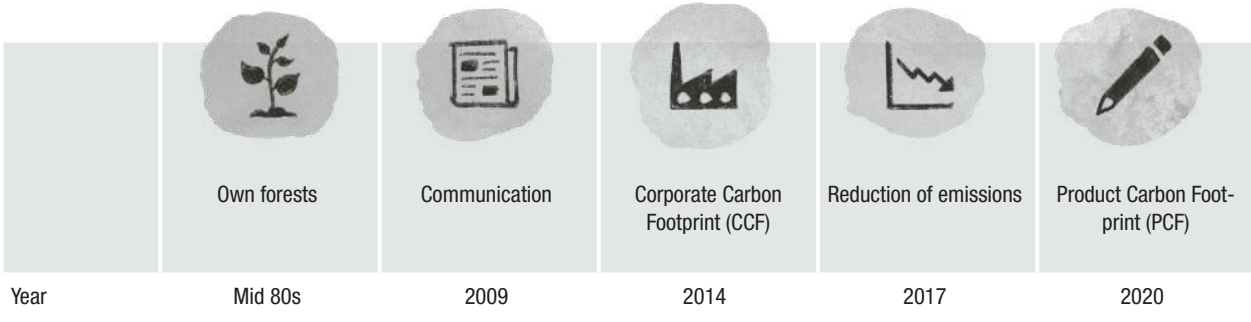 Own forests
Communication
Corporate Carbon
Footprint (CCF)
Reduction of emissions
Product Carbon Foot-
print (PCF)
Year
Mid 80s
2009
2014
2017
2020